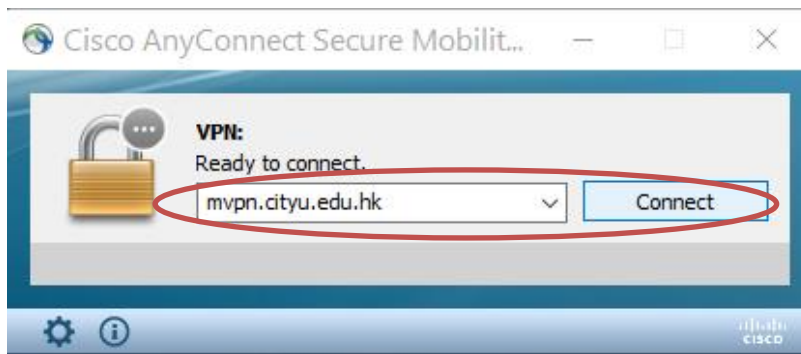 Cisco AnyConnect Secure Mobilit...
VPN:
Ready to connect.
mvpn.cityu.edu.hk
Connect
CISCO